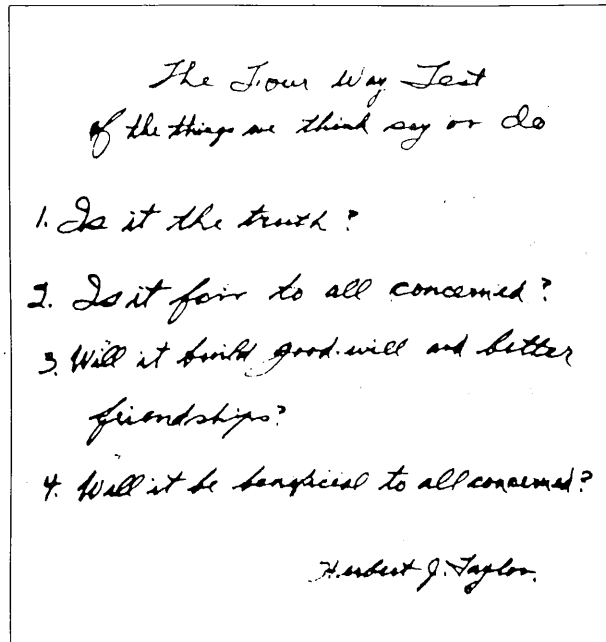 The Four Way Test
of the things we think say or do
1. Is it the truth?
2. Is it fair to all concerned?
3. Will it build good will and better
friendships?
4. Will it be beneficial to all concerned?
Herbert J. Taylor.